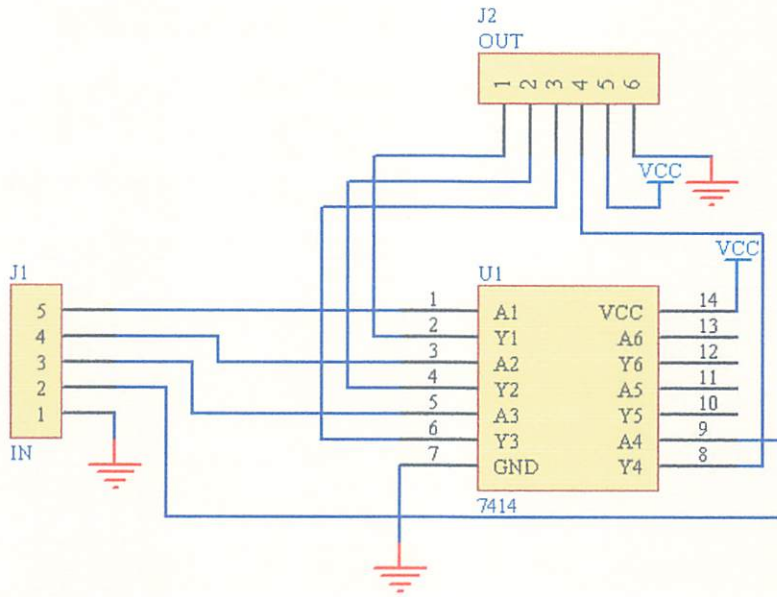 J2
OUT
1 2 3 4 5 6
VCC
VCC
J1
5
4
3
2
1
IN
U1
1 A1 VCC 14
2 Y1 A6 13
3 A2 Y6 12
4 Y2 A5 11
5 A3 Y5 10
6 Y3 A4 9
7 GND Y4 8
7414